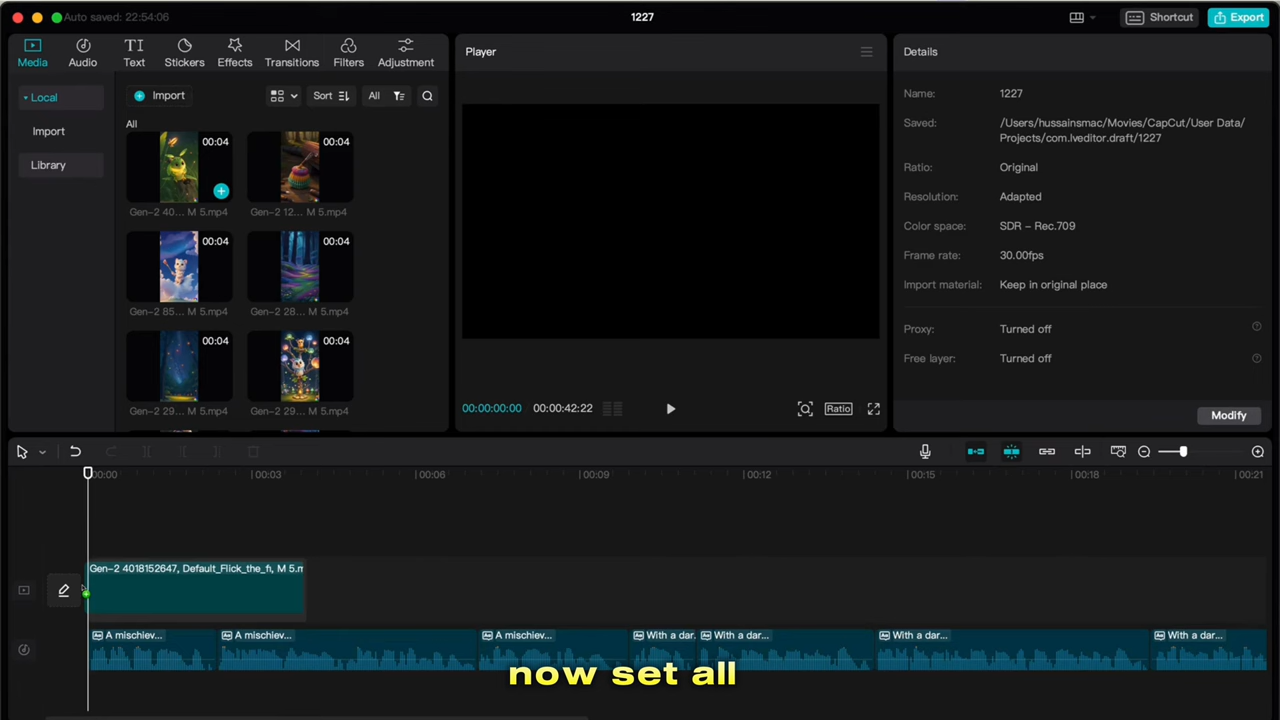 Auto saved: 22:54:06
1227
Shortcut
Export
Media
Audio
TI
Text
Stickers
Effects
Transitions
Filters
Adjustment
Player
Details
Local
Import
Library
Import
Sort
All
All
00:04
Gen-2 40... M 5.mp4
00:04
Gen-2 12... M 5.mp4
00:04
Gen-2 85... M 5.mp4
00:04
Gen-2 28... M 5.mp4
00:04
Gen-2 29... M 5.mp4
00:04
Gen-2 29... M 5.mp4
00:00:00:00
00:00:42:22
Ratio
Name:
1227
Saved:
/Users/hussainsmac/Movies/CapCut/User Data/
Projects/com.lveditor.draft/1227
Ratio:
Original
Resolution:
Adapted
Color space:
SDR – Rec.709
Frame rate:
30.00fps
Import material:
Keep in original place
Proxy:
Turned off
Free layer:
Turned off
Modify
00:00
00:03
00:06
00:09
00:12
00:15
00:18
00:21
Gen-2 4018152647, Default_Flick_the_fi, M 5.m
A mischiev...
A mischiev...
A mischiev...
With a dar.
With a dar...
With a dar...
With a dar...
now set all